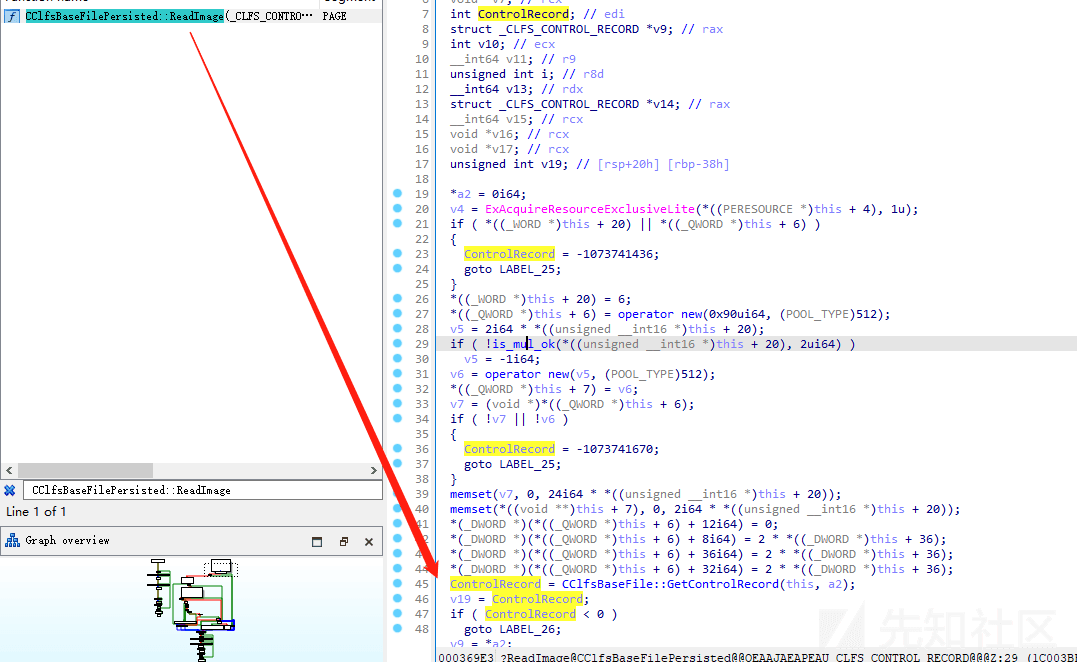 CClfsBaseFilePersisted::ReadImage(_CLFS_CONTRO··· PAGE
CClfsBaseFilePersisted::ReadImage
Line 1 of 1
Graph overview
7 int ControlRecord; // edi
8 struct _CLFS_CONTROL_RECORD *v9; // rax
9 int v10; // ecx
10 __int64 v11; // r9
11 unsigned int i; // r8d
12 __int64 v13; // rdx
13 struct _CLFS_CONTROL_RECORD *v14; // rax
14 __int64 v15; // rcx
15 void *v16; // rcx
16 void *v17; // rcx
17 unsigned int v19; // [rsp+20h] [rbp-38h]
18
19 *a2 = 0i64;
20 v4 = ExAcquireResourceExclusiveLite(*((PERESOURCE *)this + 4), 1u);
21 if ( *((_WORD *)this + 20) || *((_QWORD *)this + 6) )
22 {
23 ControlRecord = -1073741436;
24 goto LABEL_25;
25 }
26 *((_WORD *)this + 20) = 6;
27 *((_QWORD *)this + 6) = operator new(0x90ui64, (POOL_TYPE)512);
28 v5 = 2i64 * *((unsigned __int16 *)this + 20);
29 if ( !is_mul_ok(*((unsigned __int16 *)this + 20), 2ui64) )
30 v5 = -1i64;
31 v6 = operator new(v5, (POOL_TYPE)512);
32 *((_QWORD *)this + 7) = v6;
33 v7 = (void *)*((_QWORD *)this + 6);
34 if ( !v7 || !v6 )
35 {
36 ControlRecord = -1073741670;
37 goto LABEL_25;
38 }
39 memset(v7, 0, 24i64 * *((unsigned __int16 *)this + 20));
40 memset(*((void **)this + 7), 0, 2i64 * *((unsigned __int16 *)this + 20));
41 *(_DWORD *)(*((_QWORD *)this + 6) + 12i64) = 0;
*(_DWORD *)(*((_QWORD *)this + 6) + 8i64) = 2 * *((_DWORD *)this + 36);
*(_DWORD *)(*((_QWORD *)this + 6) + 36i64) = 2 * *((_DWORD *)this + 36);
*(_DWORD *)(*((_QWORD *)this + 6) + 32i64) = 2 * *((_DWORD *)this + 36);
45 ControlRecord = CClfsBaseFile::GetControlRecord(this, a2);
46 v19 = ControlRecord;
47 if ( ControlRecord < 0 )
48 goto LABEL_26;
v9 = *a2;
先知社区